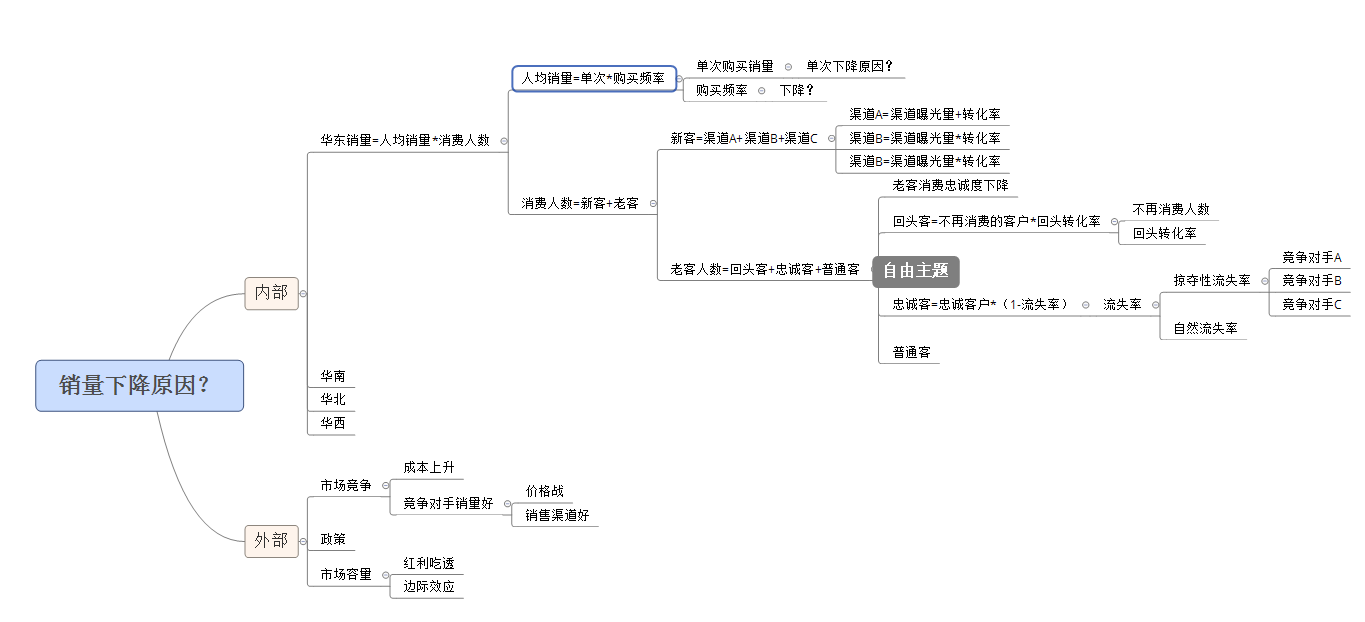 销量下降原因？
内部
华东销量=人均销量*消费人数
人均销量=单次*购买频率
单次购买销量
单次下降原因？
购买频率
下降？
消费人数=新客+老客
新客=渠道A+渠道B+渠道C
渠道A=渠道曝光量+转化率
渠道B=渠道曝光量*转化率
渠道B=渠道曝光量*转化率
老客人数=回头客+忠诚客+普通客
老客消费忠诚度下降
回头客=不再消费的客户*回头转化率
不再消费人数
回头转化率
自由主题
忠诚客=忠诚客户*（1-流失率）
流失率
掠夺性流失率
竞争对手A
竞争对手B
竞争对手C
自然流失率
普通客
华南
华北
华西
外部
市场竞争
成本上升
竞争对手销量好
价格战
销售渠道好
政策
市场容量
红利吃透
边际效应